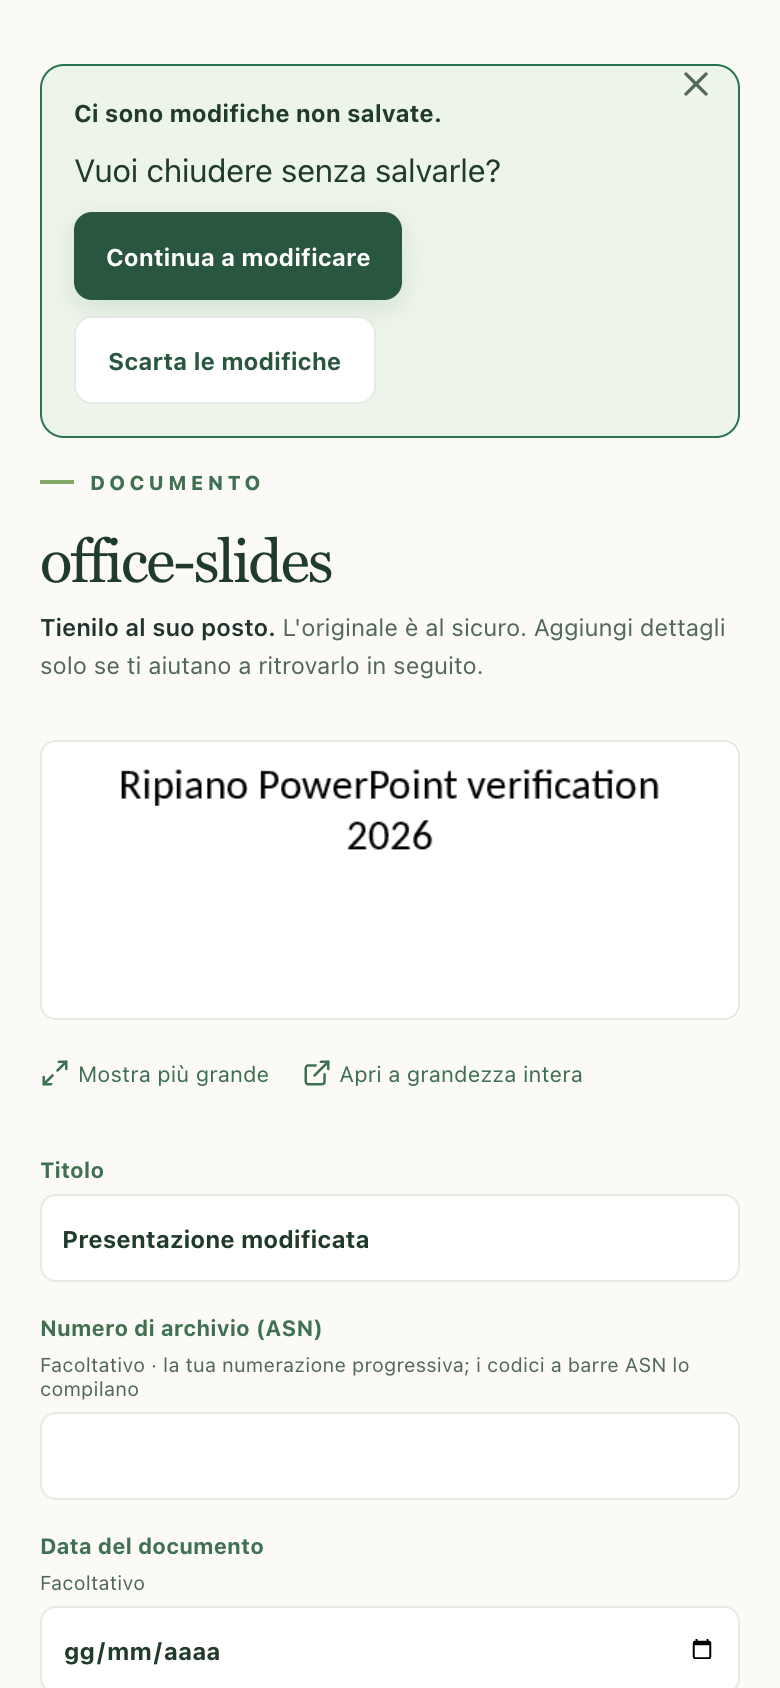 Ci sono modifiche non salvate.
Vuoi chiudere senza salvarle?
Continua a modificare
Scarta le modifiche
DOCUMENTO
office-slides
Tienilo al suo posto. L'originale è al sicuro. Aggiungi dettagli
solo se ti aiutano a ritrovarlo in seguito.
Ripiano PowerPoint verification
2026
Mostra più grande
Apri a grandezza intera
Titolo
Presentazione modificata
Numero di archivio (ASN)
Facoltativo · la tua numerazione progressiva; i codici a barre ASN lo
compilano
Data del documento
Facoltativo
gg/mm/aaaa